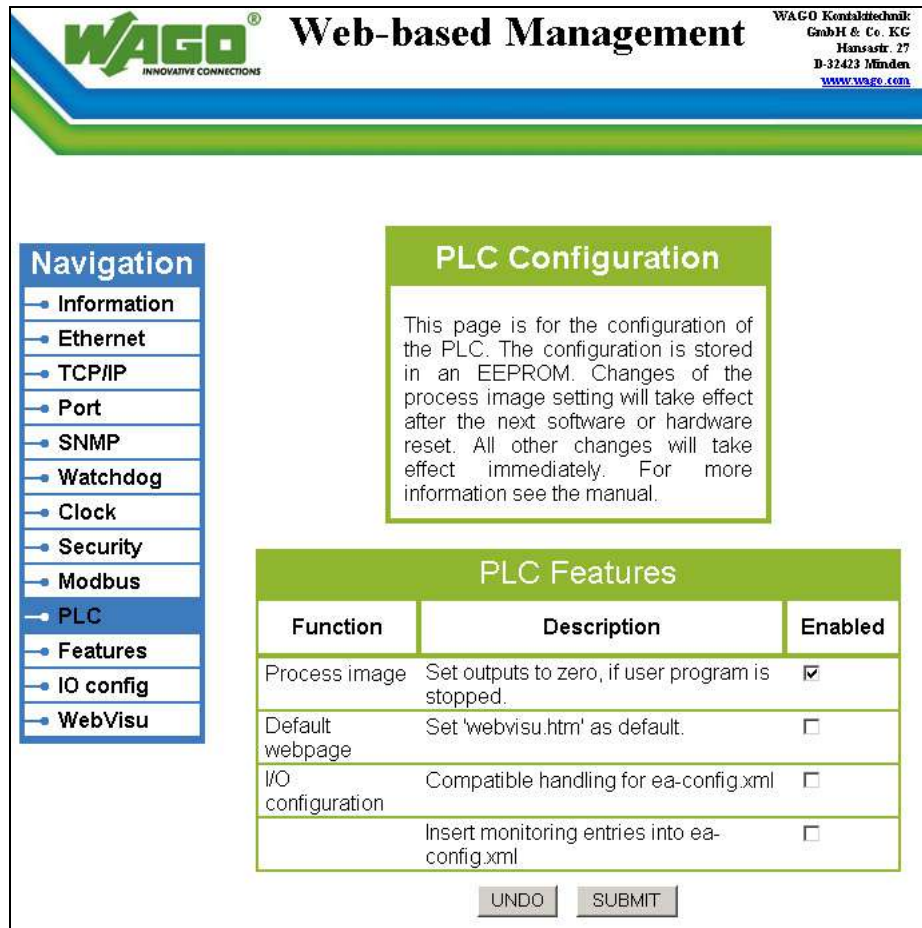 WAGO®
INNOVATIVE CONNECTIONS
Web-based Management
WAGO Kontakttechnik
GmbH & Co. KG
Hansastr. 27
D-32423 Minden
www.wago.com
Navigation
Information
Ethernet
TCP/IP
Port
SNMP
Watchdog
Clock
Security
Modbus
PLC
Features
IO config
WebVisu
PLC Configuration
This page is for the configuration of
the PLC. The configuration is stored
in an EEPROM. Changes of the
process image setting will take effect
after the next software or hardware
reset. All other changes will take
effect immediately. For more
information see the manual.
PLC Features
Function Description Enabled
Process image Set outputs to zero, if user program is
stopped.
Default
webpage
Set 'webvisu.htm' as default.
I/O
configuration
Compatible handling for ea-config.xml
Insert monitoring entries into ea-
config.xml
UNDO SUBMIT